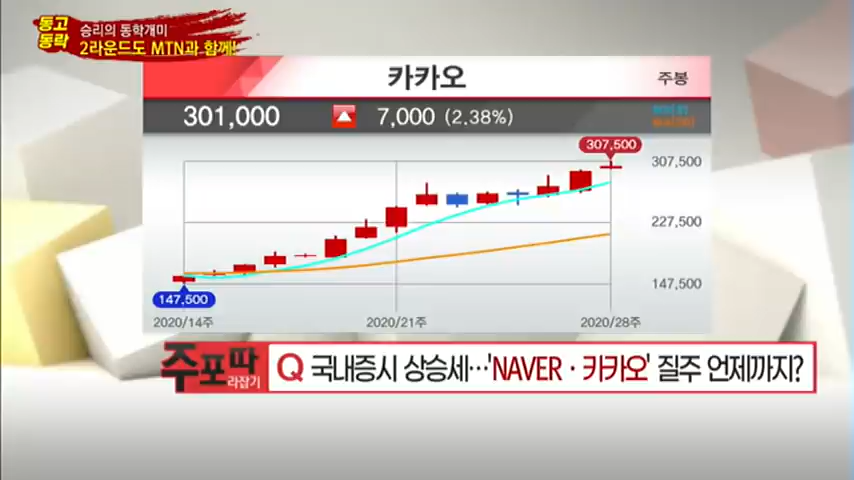 동고
동락
승리의 동학개미
2라운드도 MTN과 함께!
카카오
주봉
301,000
7,000 (2.38%)
307,500
307,500
227,500
147,500
147,500
2020/14주
2020/21주
2020/28주
주포따
라잡기
Q 국내증시 상승세…'NAVER·카카오' 질주 언제까지?